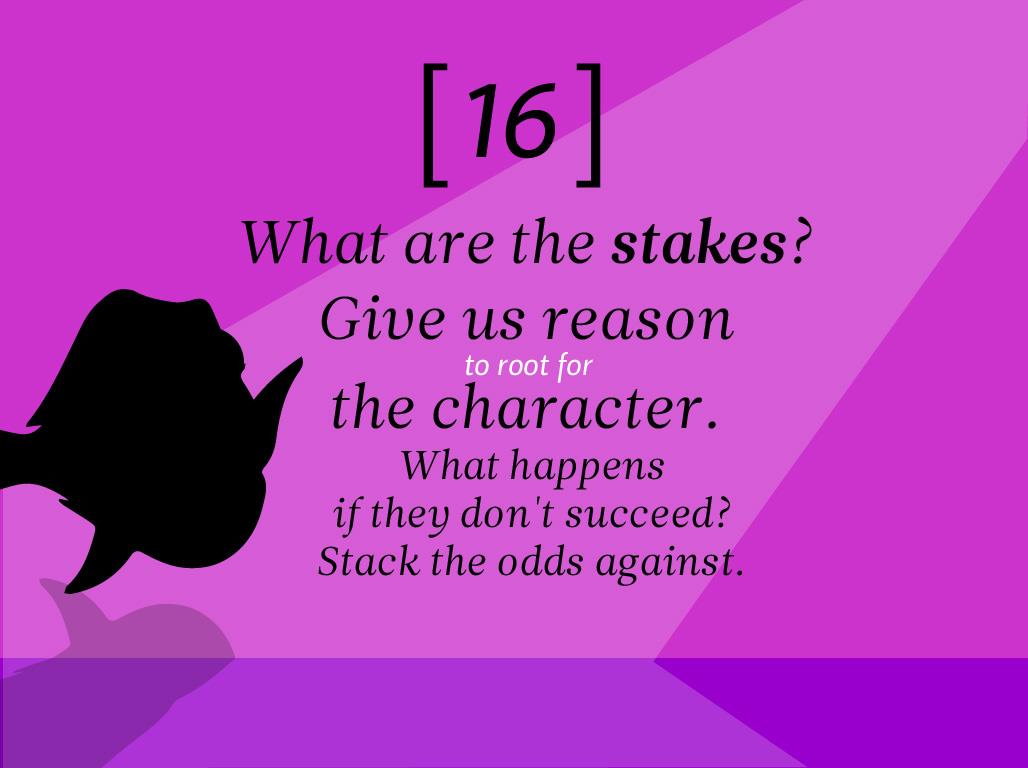 [16]
What are the stakes?
Give us reason
to root for
the character.
What happens
if they don't succeed?
Stack the odds against.